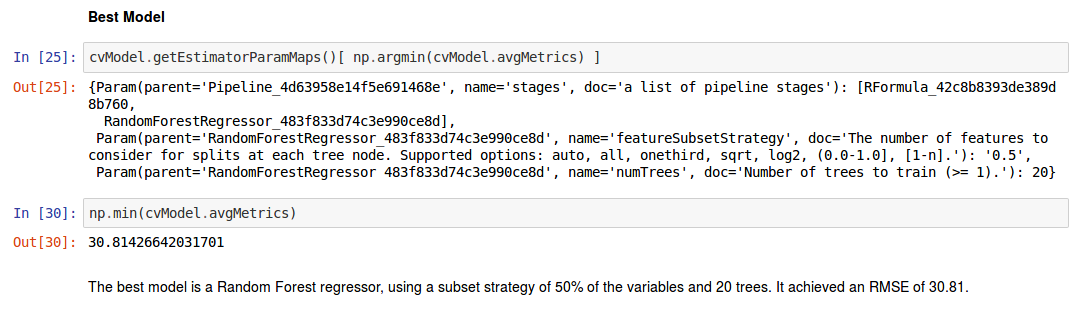 Best Model
In [25]: cvModel.getEstimatorParamMaps()[ np.argmin(cvModel.avgMetrics) ]
Out[25]: {Param(parent='Pipeline_4d63958e14f5e691468e', name='stages', doc='a list of pipeline stages'): [RFormula_42c8b8393de389d
8b760,
RandomForestRegressor_483f833d74c3e990ce8d],
Param(parent='RandomForestRegressor_483f833d74c3e990ce8d', name='featureSubsetStrategy', doc='The number of features to
consider for splits at each tree node. Supported options: auto, all, onethird, sqrt, log2, (0.0-1.0], [1-n].'): '0.5',
Param(parent='RandomForestRegressor_483f833d74c3e990ce8d', name='numTrees', doc='Number of trees to train (>= 1).'): 20}
In [30]: np.min(cvModel.avgMetrics)
Out[30]: 30.81426642031701
The best model is a Random Forest regressor, using a subset strategy of 50% of the variables and 20 trees. It achieved an RMSE of 30.81.